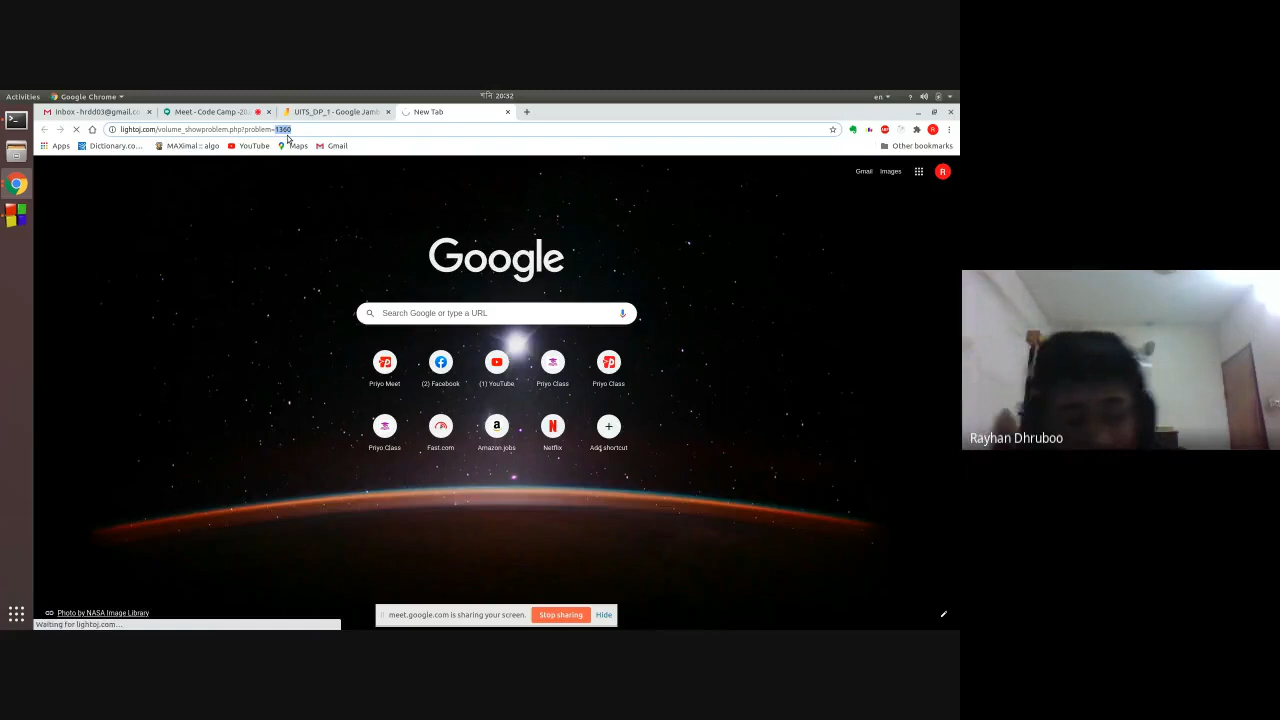 Activities Google Chrome শনি 20:32 en
Inbox - hrdd03@gmail.co Meet - Code Camp -20 UITS_DP_1 - Google Jamb New Tab
lightoj.com/volume_showproblem.php?problem=1360
Apps Dictionary.co... MAXimal :: algo YouTube Maps Gmail Other bookmarks
Gmail Images R
Google
Search Google or type a URL
Priyo Meet (2) Facebook (1) YouTube Priyo Class Priyo Class
Priyo Class Fast.com Amazon.jobs Netflix Add shortcut
Rayhan Dhruboo
Photo by NASA Image Library
meet.google.com is sharing your screen. Stop sharing Hide
Waiting for lightoj.com...